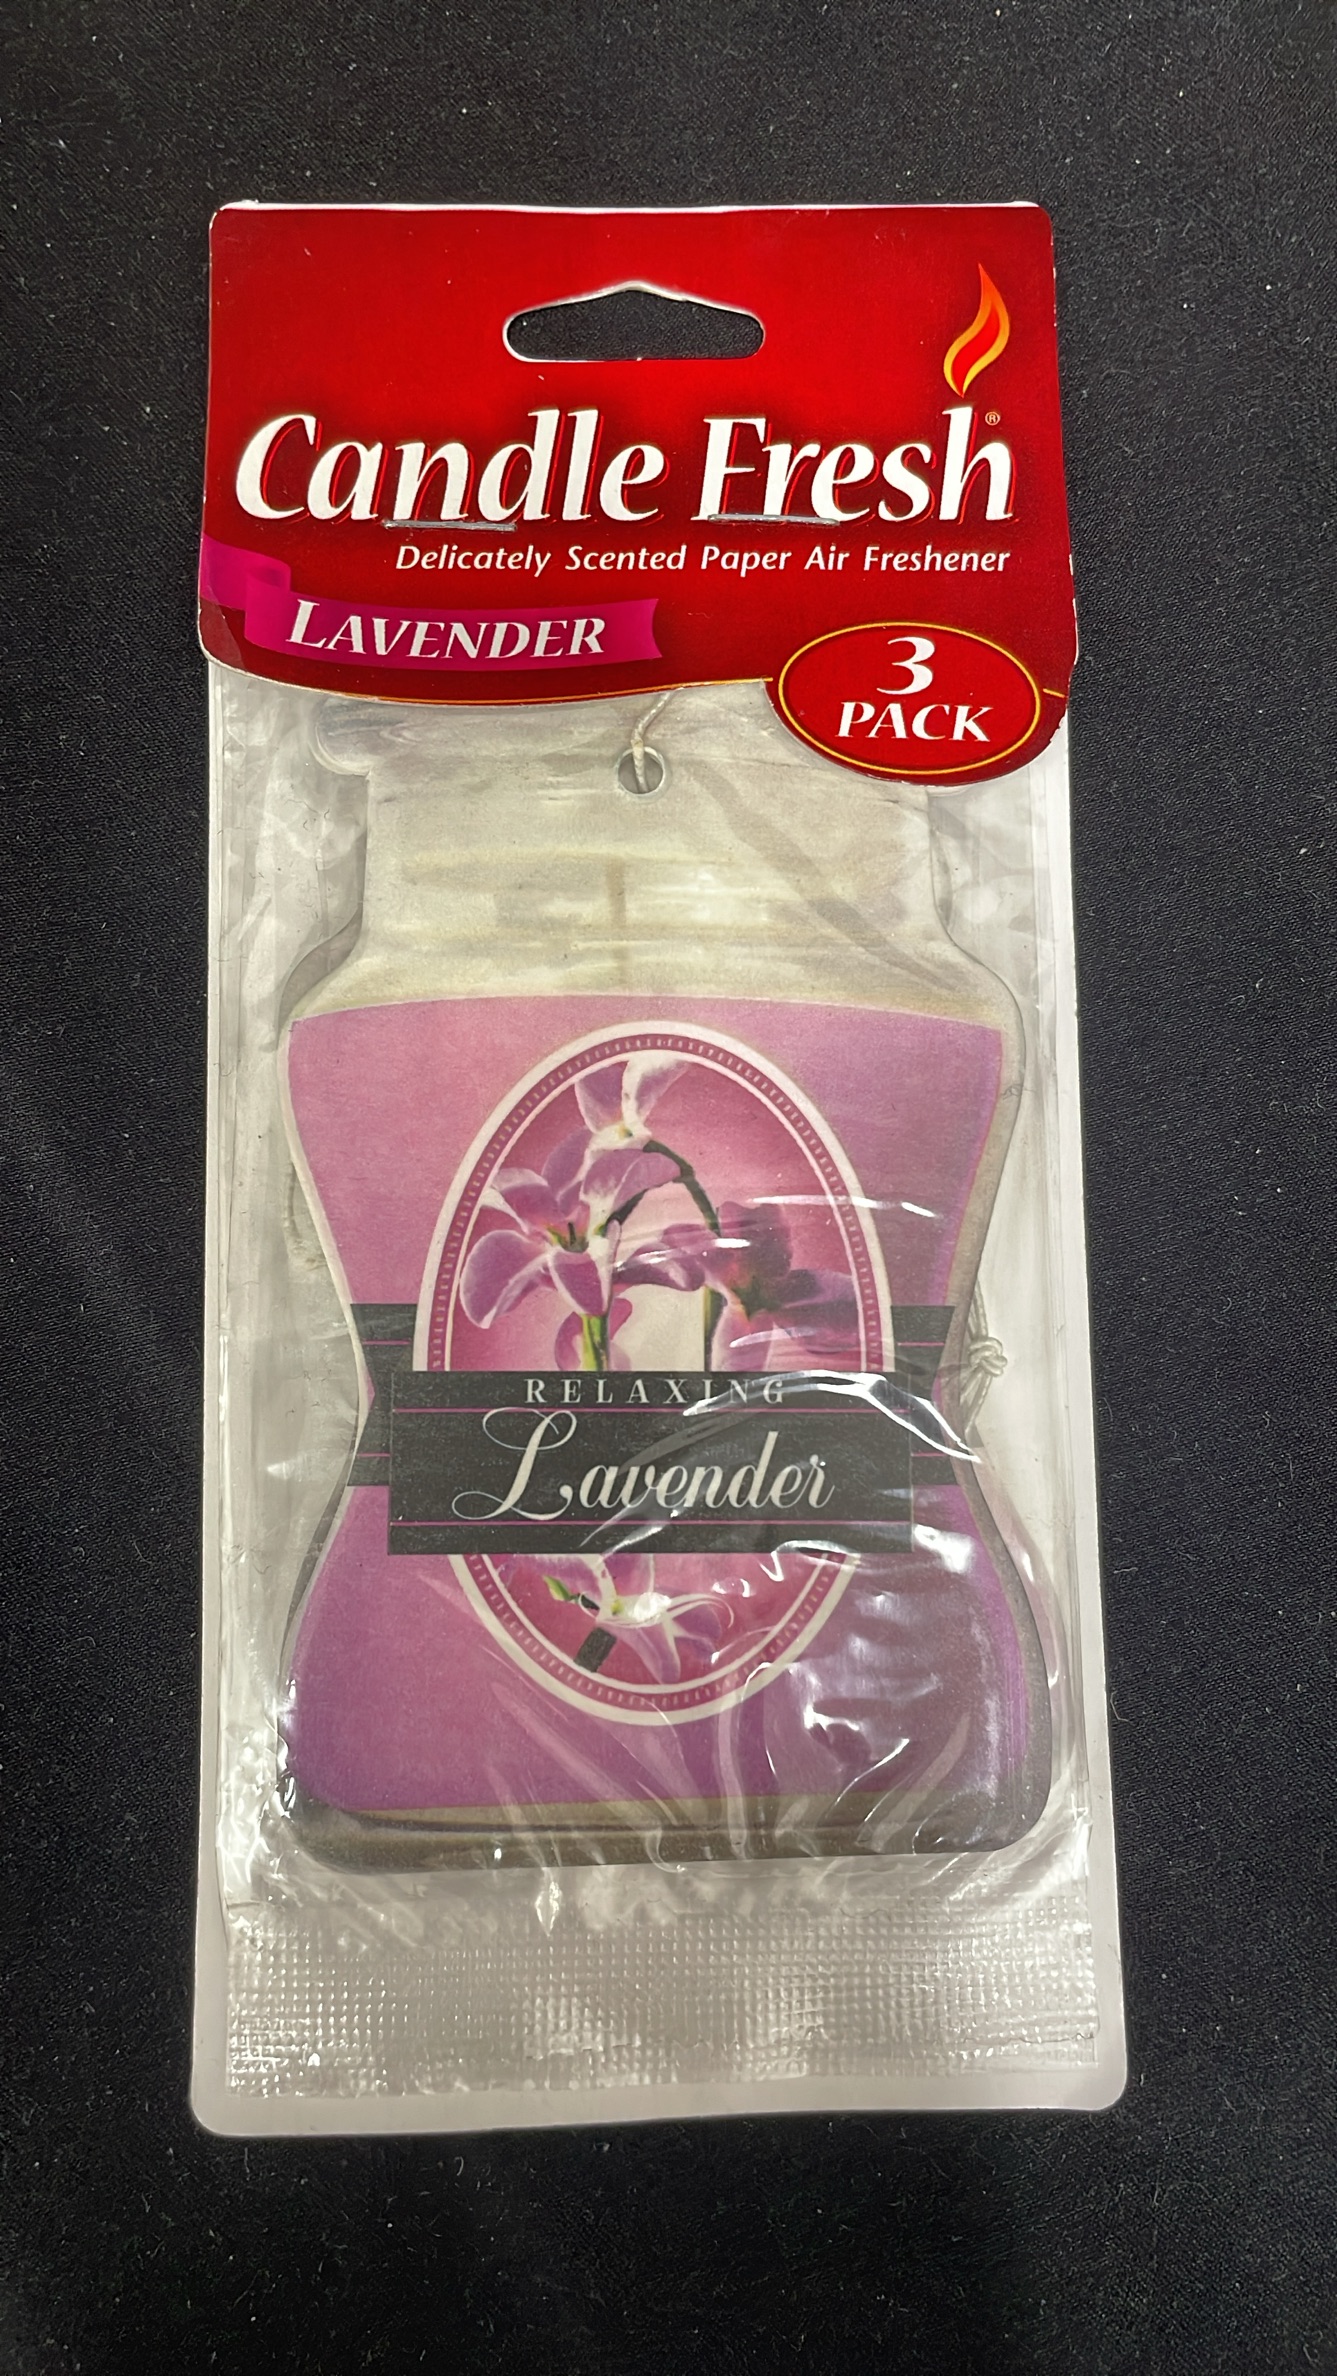 Candle Fresh®
Delicately Scented Paper Air Freshener
LAVENDER
3
PACK
RELAXING
Lavender